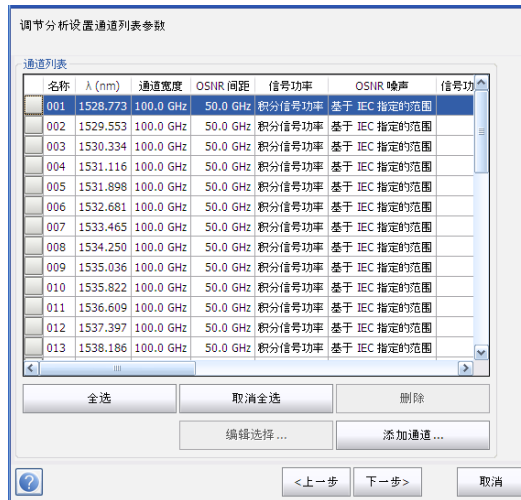 调节分析设置通道列表参数
通道列表
名称 λ (nm) 通道宽度 OSNR 间距 信号功率 OSNR 噪声 信号功
001 1528.773 100.0 GHz 50.0 GHz 积分信号功率 基于 IEC 指定的范围
002 1529.553 100.0 GHz 50.0 GHz 积分信号功率 基于 IEC 指定的范围
003 1530.334 100.0 GHz 50.0 GHz 积分信号功率 基于 IEC 指定的范围
004 1531.116 100.0 GHz 50.0 GHz 积分信号功率 基于 IEC 指定的范围
005 1531.898 100.0 GHz 50.0 GHz 积分信号功率 基于 IEC 指定的范围
006 1532.681 100.0 GHz 50.0 GHz 积分信号功率 基于 IEC 指定的范围
007 1533.465 100.0 GHz 50.0 GHz 积分信号功率 基于 IEC 指定的范围
008 1534.250 100.0 GHz 50.0 GHz 积分信号功率 基于 IEC 指定的范围
009 1535.036 100.0 GHz 50.0 GHz 积分信号功率 基于 IEC 指定的范围
010 1535.822 100.0 GHz 50.0 GHz 积分信号功率 基于 IEC 指定的范围
011 1536.609 100.0 GHz 50.0 GHz 积分信号功率 基于 IEC 指定的范围
012 1537.397 100.0 GHz 50.0 GHz 积分信号功率 基于 IEC 指定的范围
013 1538.186 100.0 GHz 50.0 GHz 积分信号功率 基于 IEC 指定的范围
全选 取消全选 删除
编辑选择 ... 添加通道 ...
? <上一步 下一步> 取消